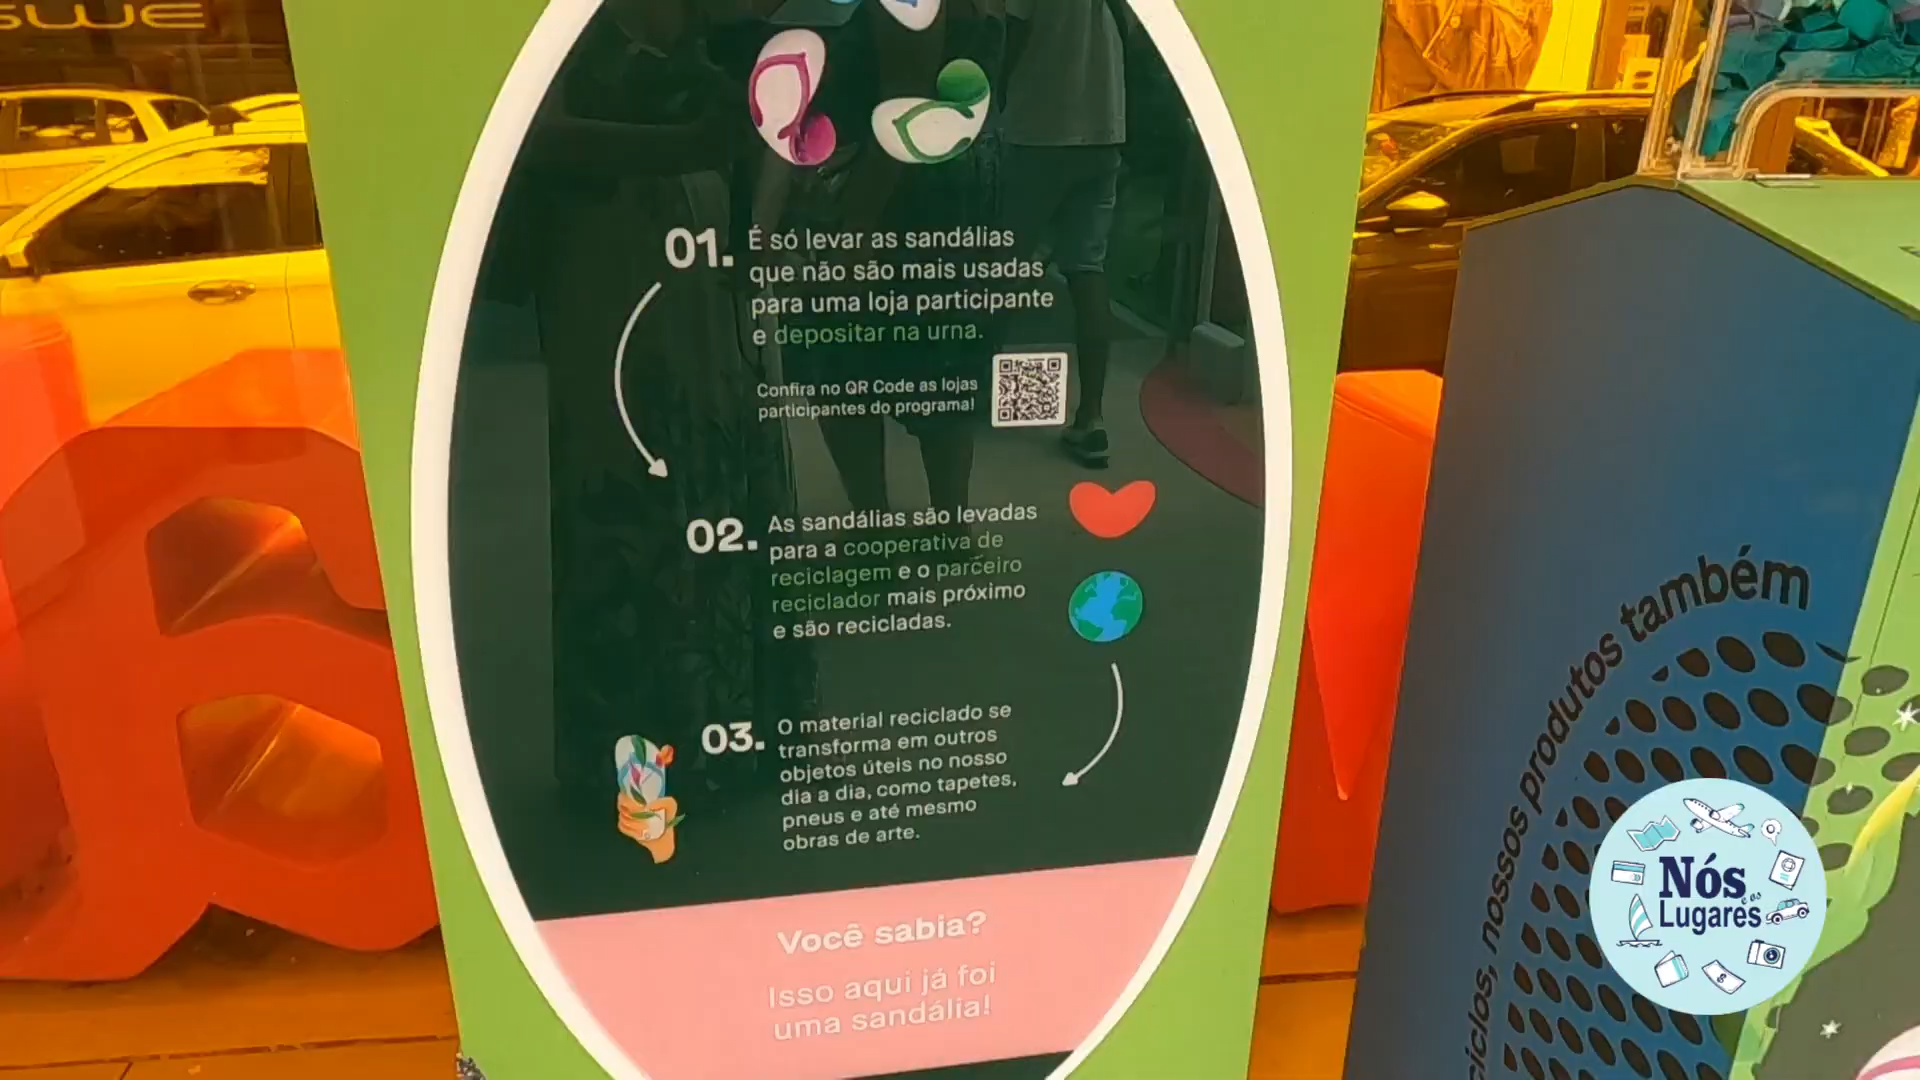 01.
É só levar as sandálias
que não são mais usadas
para uma loja participante
e depositar na urna.
Confira no QR Code as lojas
participantes do programa!
02.
As sandálias são levadas
para a cooperativa de
reciclagem e o parceiro
reciclador mais próximo
e são recicladas.
03.
O material reciclado se
transforma em outros
objetos úteis no nosso
dia a dia, como tapetes,
pneus e até mesmo
obras de arte.
Você sabia?
Isso aqui já foi
uma sandália!
nossos produtos também
Nós
e os
Lugares